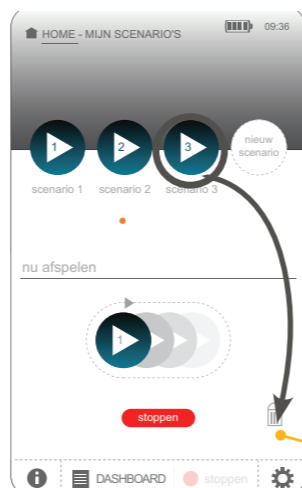 HOME - MIJN SCENARIO'S 09:36
1 2 3 nieuw
scenario
scenario 1 scenario 2 scenario 3
nu afspelen
1
stoppen
DASHBOARD stoppen